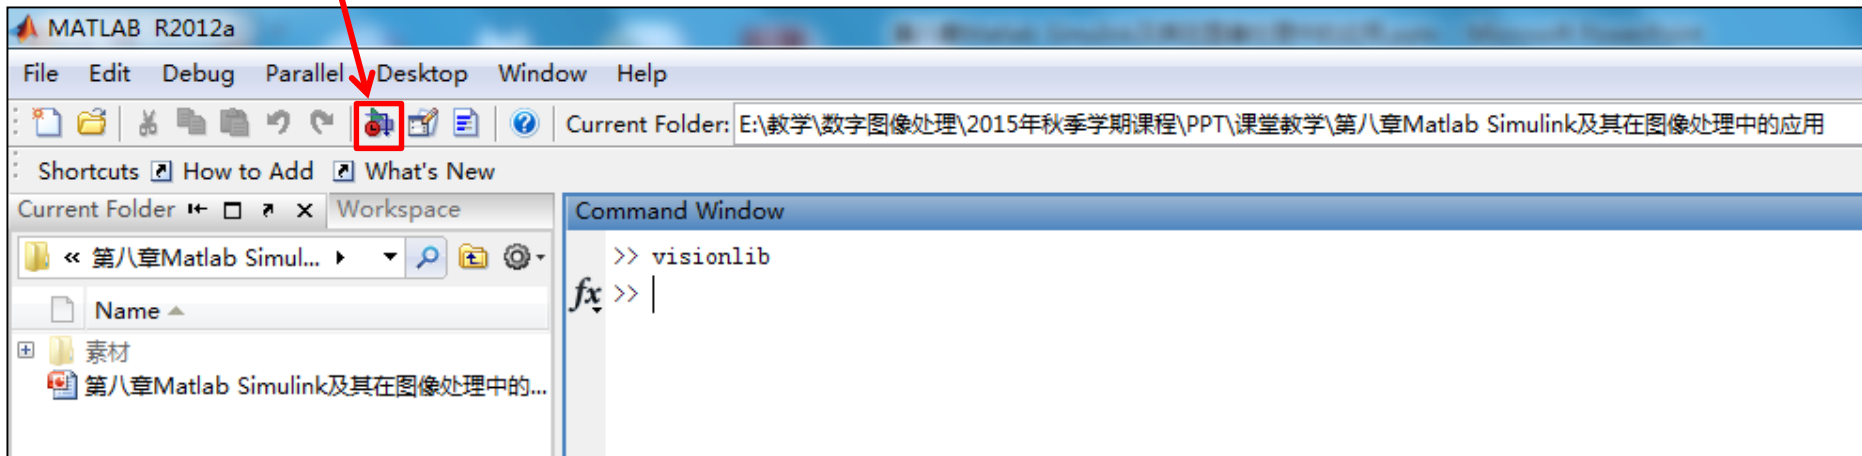 MATLAB R2012a
File Edit Debug Parallel Desktop Window Help
Current Folder: E:\教学\数字图像处理\2015年秋季学期课程\PPT\课堂教学\第八章Matlab Simulink及其在图像处理中的应用
Shortcuts How to Add What's New
Current Folder Workspace
« 第八章Matlab Simul...
Name
素材
第八章Matlab Simulink及其在图像处理中的...
Command Window
>> visionlib
fx >>